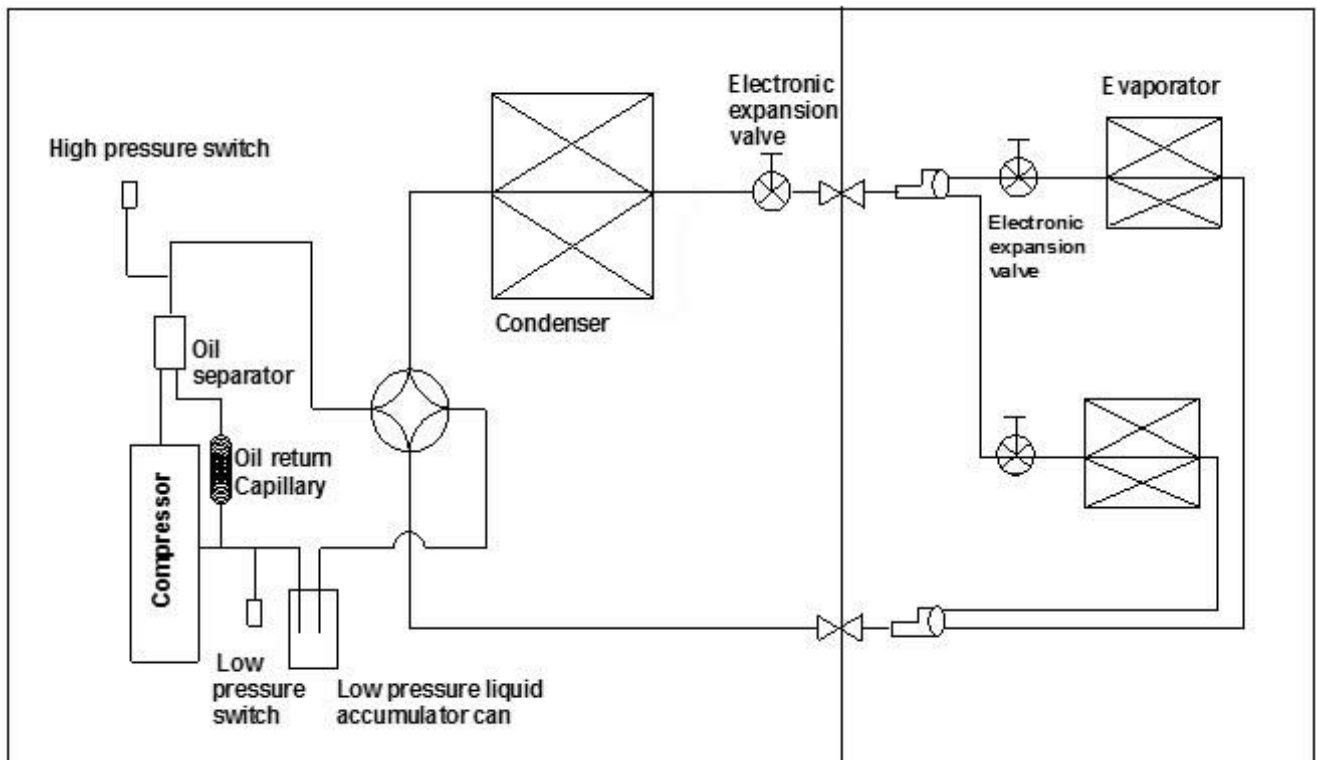 High pressure switch
Electronic
expansion
valve
Evaporator
Electronic
expansion
valve
Condenser
Oil
separator
Oil return
Capillary
Compressor
Low
pressure
switch
Low pressure liquid
accumulator can